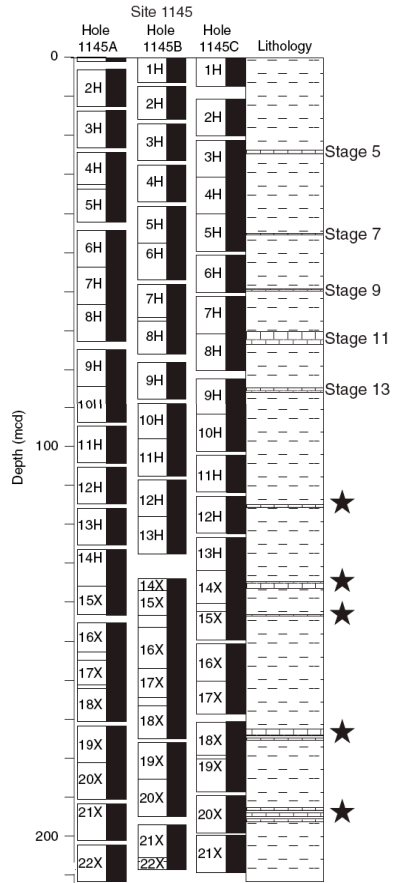 Site 1145
Hole 1145A
Hole 1145B
Hole 1145C
Lithology
Depth (mcd)
0
100
200
1H
2H
3H
4H
5H
6H
7H
8H
9H
10H
11H
12H
13H
14H
15X
16X
17X
18X
19X
20X
21X
22X
1H
2H
3H
4H
5H
6H
7H
8H
9H
10H
11H
12H
13H
14X
15X
16X
17X
18X
19X
20X
21X
22X
1H
2H
3H
4H
5H
6H
7H
8H
9H
10H
11H
12H
13H
14X
15X
16X
17X
18X
19X
20X
21X
Stage 5
Stage 7
Stage 9
Stage 11
Stage 13